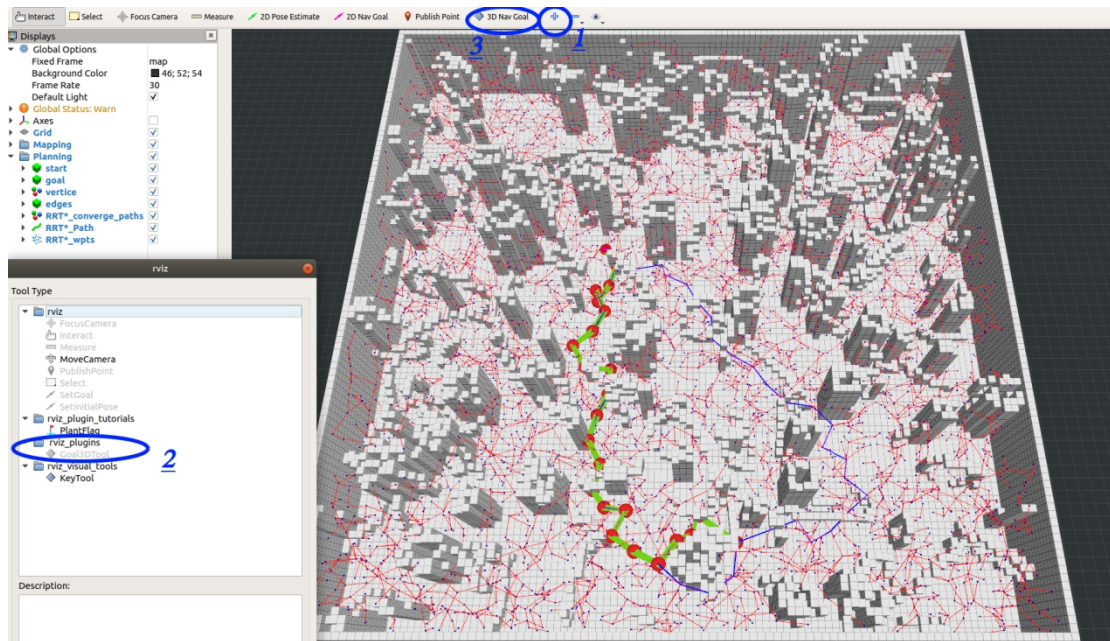 Interact Select Focus Camera Measure 2D Pose Estimate 2D Nav Goal Publish Point 3D Nav Goal
3 1
Displays
Global Options
Fixed Frame map
Background Color 46; 52; 54
Frame Rate 30
Default Light
Global Status: Warn
Axes
Grid
Mapping
Planning
start
goal
vertice
edges
RRT*_converge_paths
RRT*_Path
RRT*_wpts
rviz
Tool Type
rviz
FocusCamera
Interact
Measure
MoveCamera
PublishPoint
Select
SetGoal
SetInitialPose
rviz_plugin_tutorials
PlantFlag
rviz_plugins
Goal3DTool
2
rviz_visual_tools
KeyTool
Description: